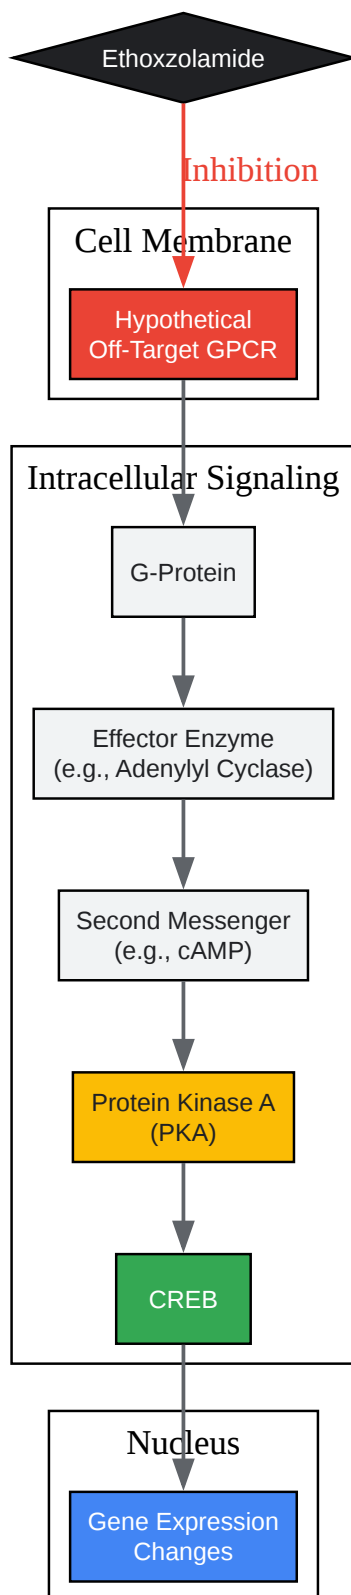 Ethoxzolamide
Inhibition
Cell Membrane
Hypothetical
Off-Target GPCR
Intracellular Signaling
G-Protein
Effector Enzyme
(e.g., Adenylyl Cyclase)
Second Messenger
(e.g., cAMP)
Protein Kinase A
(PKA)
CREB
Nucleus
Gene Expression
Changes